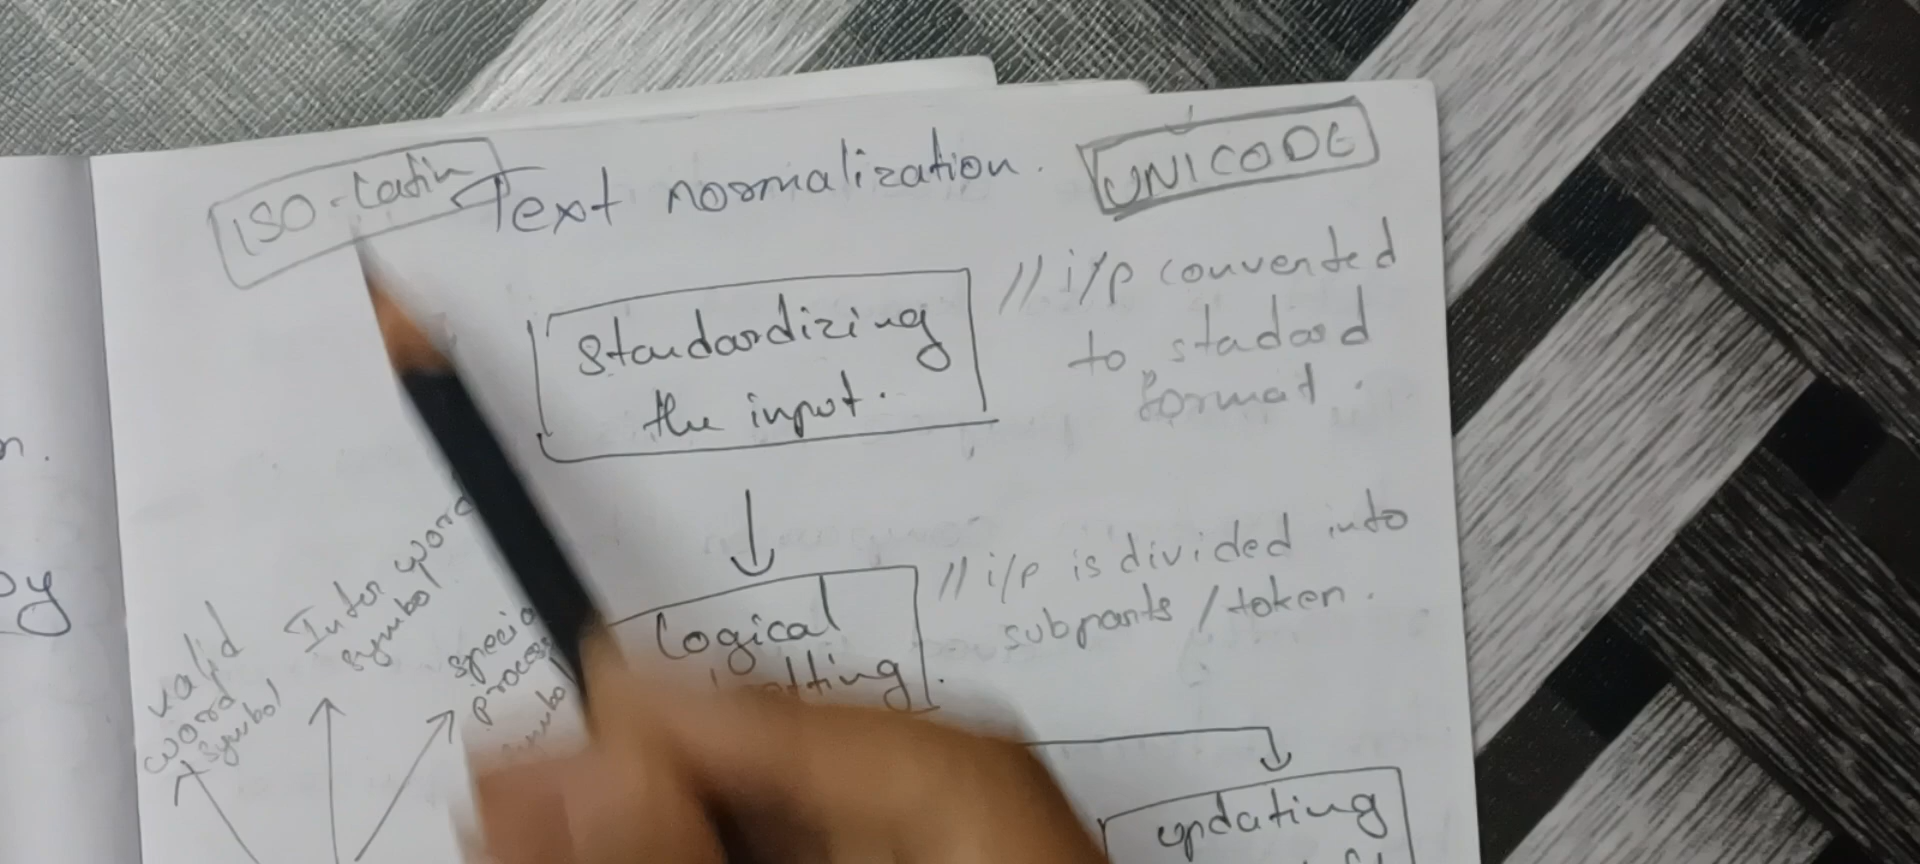 ISO-Latin
Text normalization.
UNICODE
Standardizing
the input.
// i/p converted
to stadard
format.
Logical
// i/p is divided into
subparts / token.
valid
word
symbol
Inter word
symbol
updating